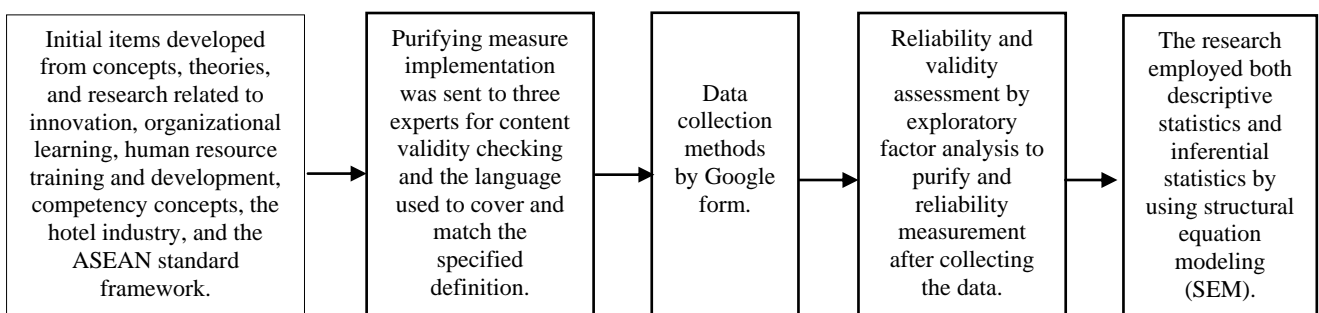 Initial items developed
from concepts, theories,
and research related to
innovation, organizational
learning, human resource
training and development,
competency concepts, the
hotel industry, and the
ASEAN standard
framework.
Purifying measure
implementation
was sent to three
experts for content
validity checking
and the language
used to cover and
match the
specified
definition.
Data
collection
methods
by Google
form.
Reliability and
validity
assessment by
exploratory
factor analysis to
purify and
reliability
measurement
after collecting
the data.
The research
employed both
descriptive
statistics and
inferential
statistics by
using structural
equation
modeling
(SEM).